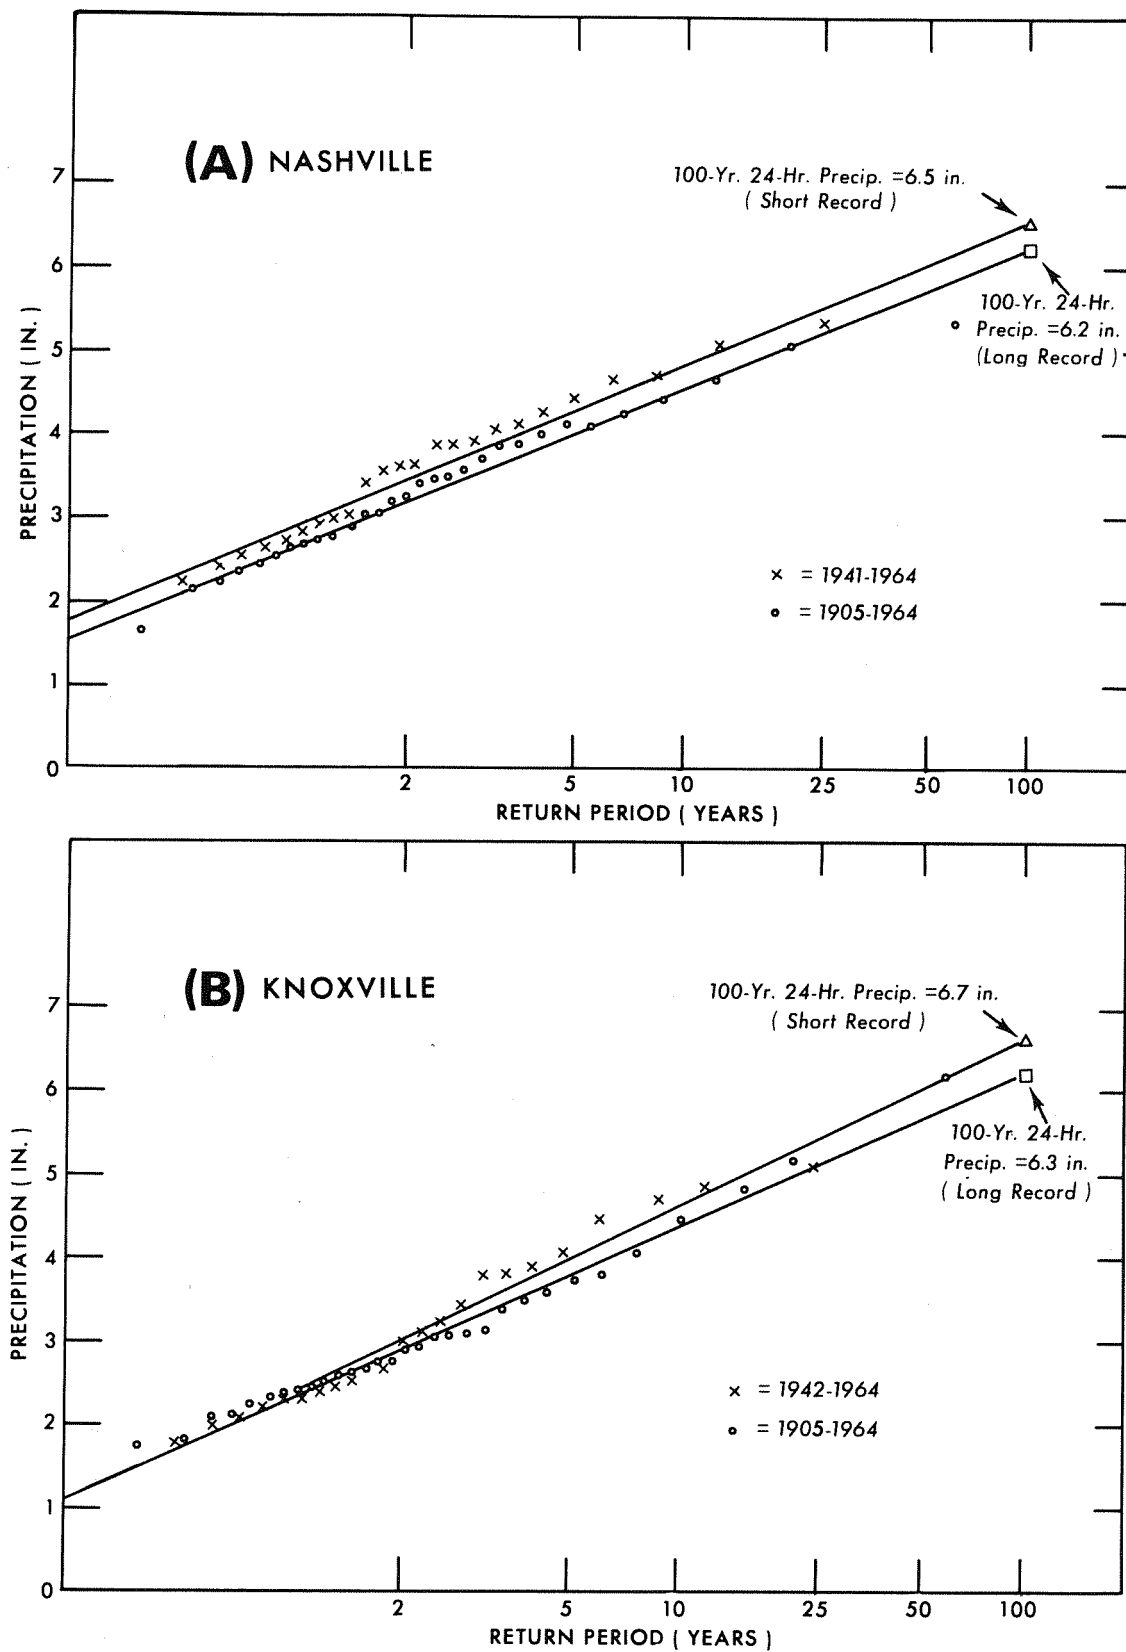 (A) NASHVILLE
100-Yr. 24-Hr. Precip. =6.5 in.
( Short Record )
100-Yr. 24-Hr.
Precip. =6.2 in.
(Long Record )
7
6
5
4
3
2
1
0
PRECIPITATION ( IN. )
x = 1941-1964
o = 1905-1964
2 5 10 25 50 100
RETURN PERIOD ( YEARS )
(B) KNOXVILLE
100-Yr. 24-Hr. Precip. =6.7 in.
( Short Record )
100-Yr. 24-Hr.
Precip. =6.3 in.
( Long Record )
7
6
5
4
3
2
1
0
PRECIPITATION ( IN. )
x = 1942-1964
o = 1905-1964
2 5 10 25 50 100
RETURN PERIOD ( YEARS )